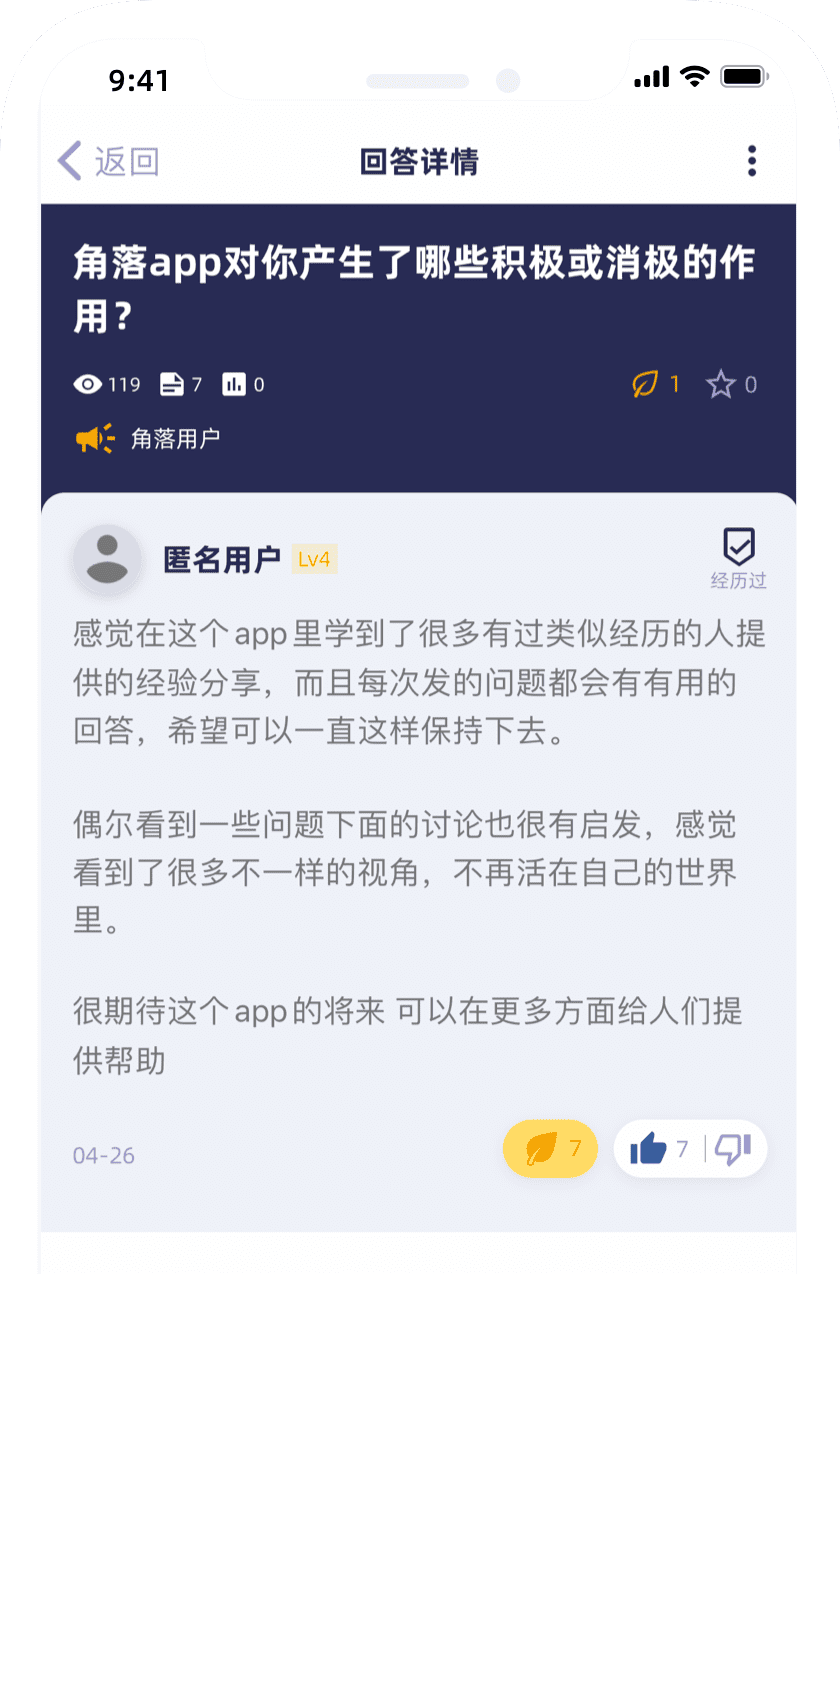 9:41
返回
回答详情
角落app对你产生了哪些积极或消极的作
用？
119 7 0 1 0
角落用户
匿名用户 Lv4
经历过
感觉在这个app里学到了很多有过类似经历的人提
供的经验分享，而且每次发的问题都会有有用的
回答，希望可以一直这样保持下去。
偶尔看到一些问题下面的讨论也很有启发，感觉
看到了很多不一样的视角，不再活在自己的世界
里。
很期待这个app的将来 可以在更多方面给人们提
供帮助
04-26 7 7